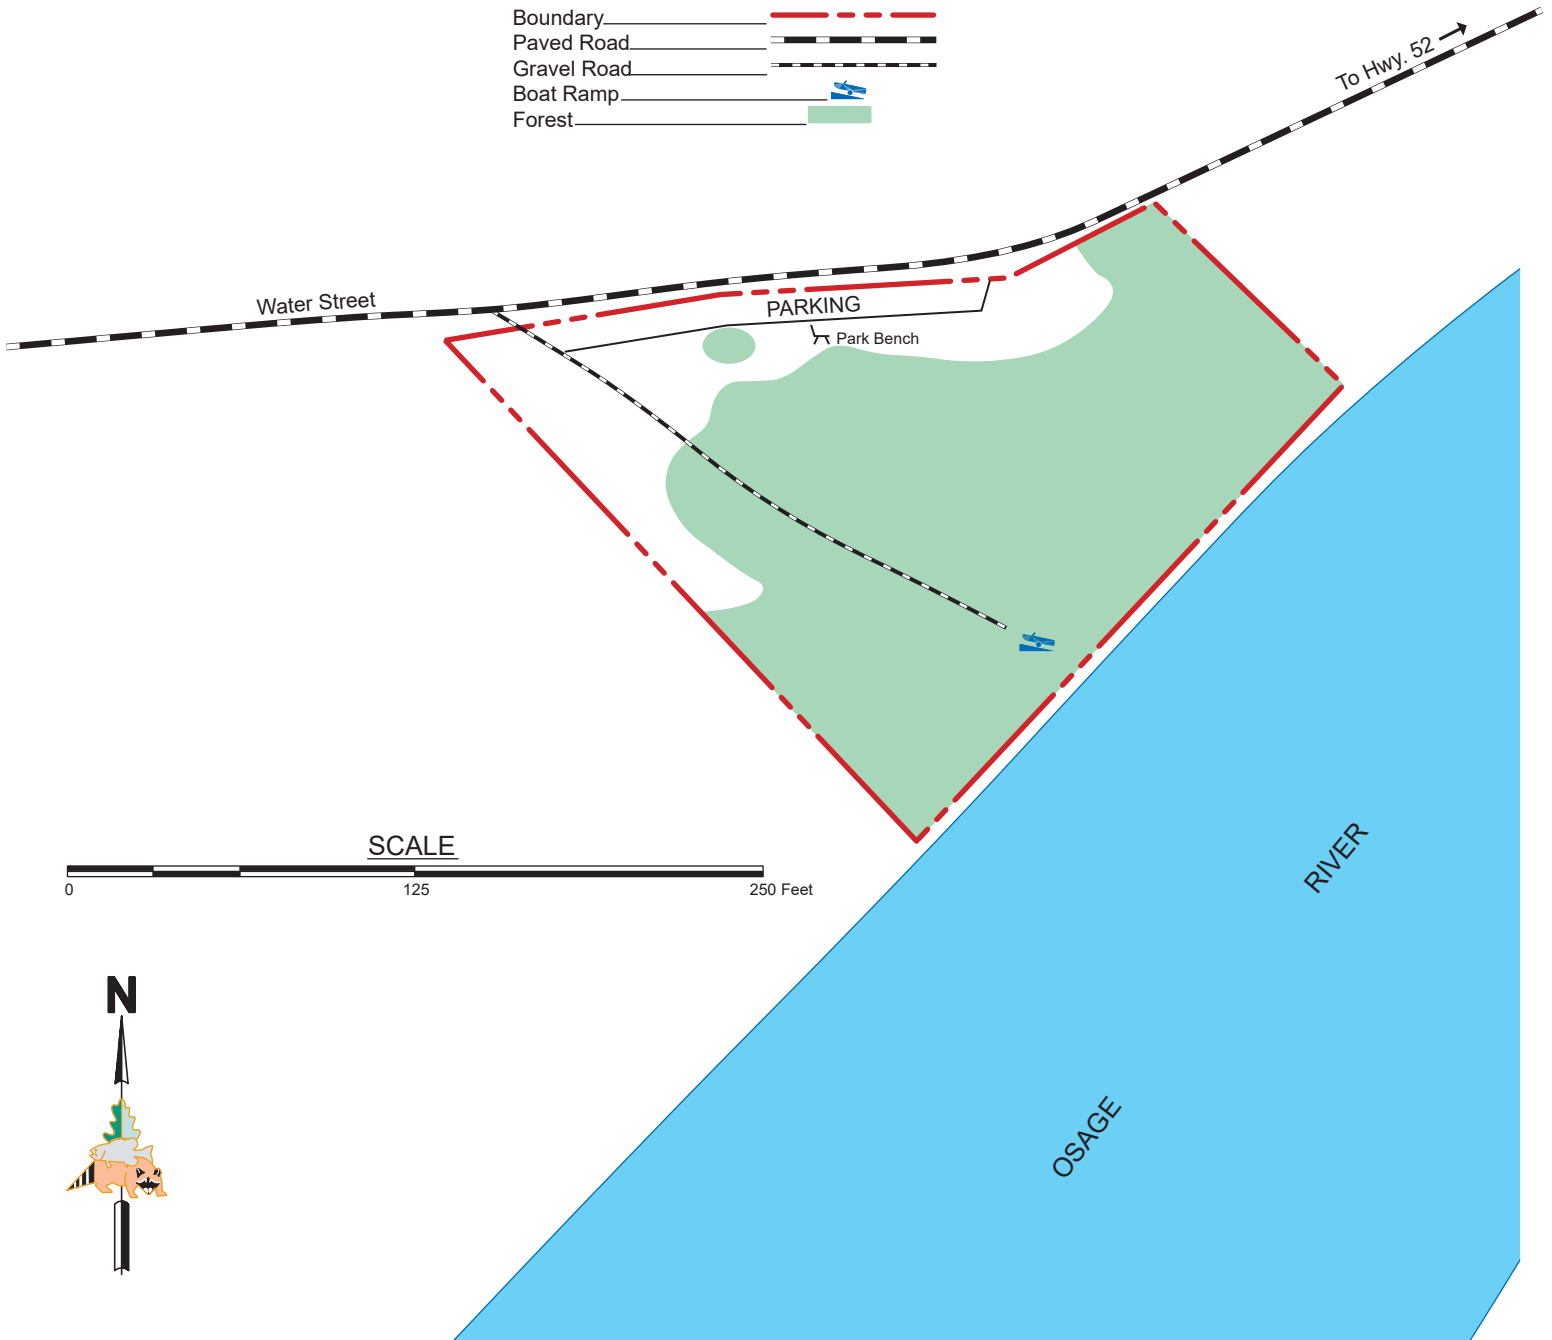 Boundary
Paved Road
Gravel Road
Boat Ramp
Forest
To Hwy. 52
Water Street
PARKING
Park Bench
SCALE
0 125 250 Feet
RIVER
N
OSAGE